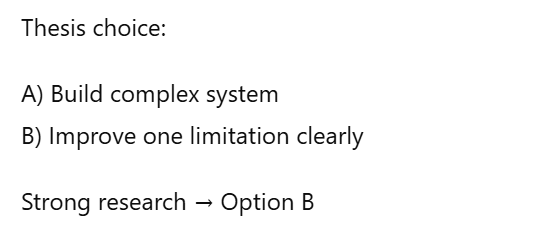 Thesis choice:
A) Build complex system
B) Improve one limitation clearly
Strong research → Option B